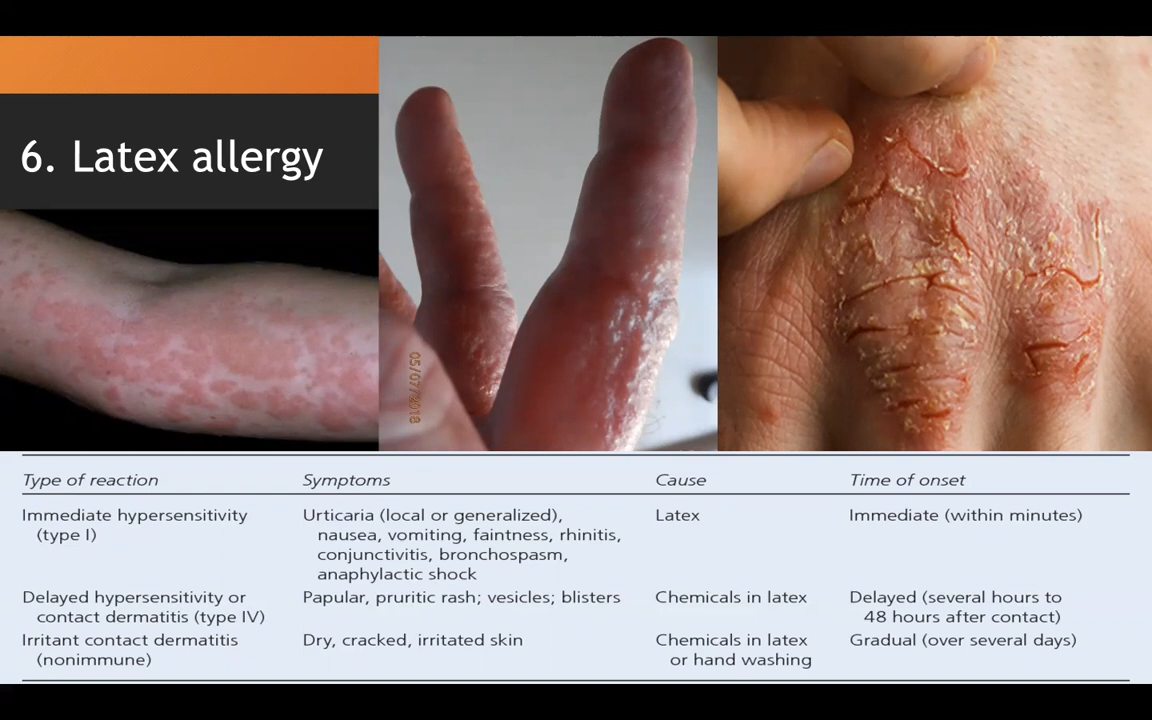 6. Latex allergy
05/07/2018
Type of reaction Symptoms Cause Time of onset
Immediate hypersensitivity Urticaria (local or generalized), Latex Immediate (within minutes)
(type I) nausea, vomiting, faintness, rhinitis,
conjunctivitis, bronchospasm,
anaphylactic shock
Delayed hypersensitivity or Papular, pruritic rash; vesicles; blisters Chemicals in latex Delayed (several hours to
contact dermatitis (type IV) 48 hours after contact)
Irritant contact dermatitis Dry, cracked, irritated skin Chemicals in latex Gradual (over several days)
(nonimmune) or hand washing